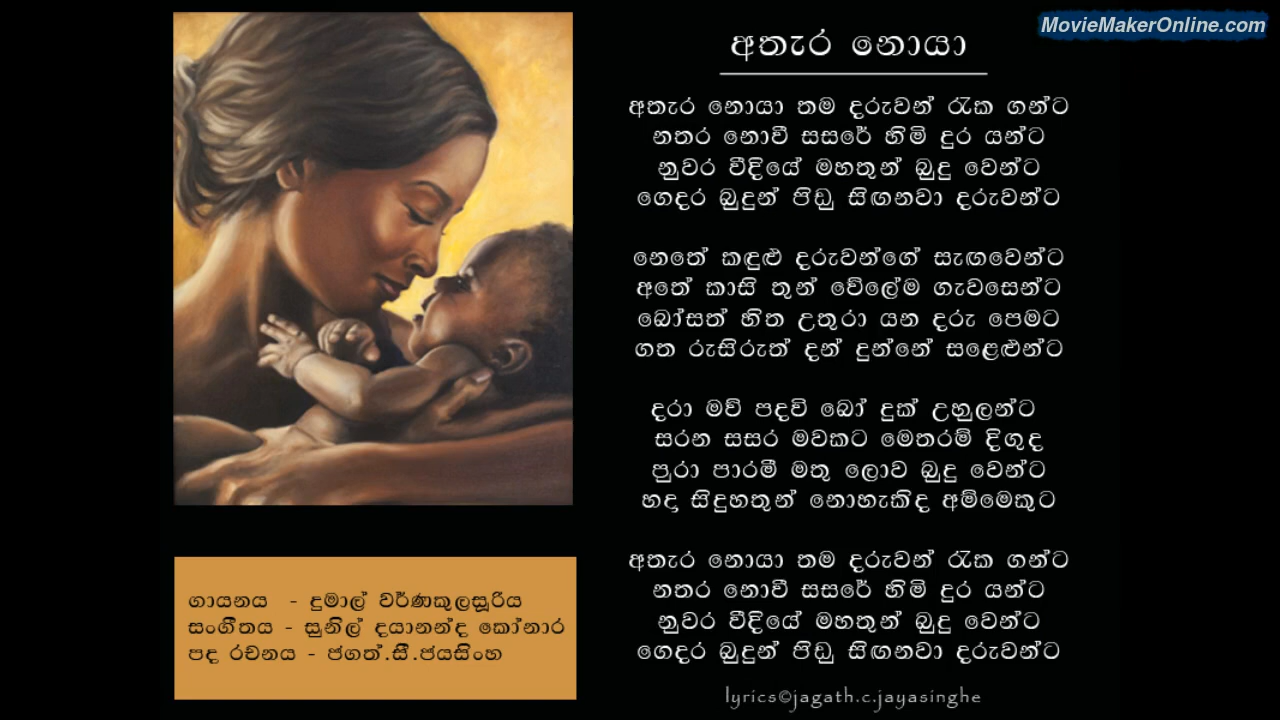 MovieMakerOnline.com
අතැර නොයා
අතැර නොයා තම දරුවන් රැක ගන්ට
නතර නොවී සසරේ හිමි දුර යන්ට
නුවර වීදියේ මහතුන් බුදු වෙන්ට
ගෙදර බුදුන් පිඩු සිඟනවා දරුවන්ට
නෙතේ කඳුළු දරුවන්ගේ සැඟවෙන්ට
අතේ කාසි තුන් වේලේම ගැවසෙන්ට
බෝසත් හිත උතුරා යන දරු පෙමට
ගත රුසිරුත් දන් දුන්නේ සළෙළුන්ට
දරා මව් පදවි බෝ දුක් උහුලන්ට
සරන සසර මවකට මෙතරම් දිගුද
පුරා පාරමී මතු ලොව බුදු වෙන්ට
හදා සිදුහතුන් නොහැකිද අම්මෙකුට
අතැර නොයා තම දරුවන් රැක ගන්ට
නතර නොවී සසරේ හිමි දුර යන්ට
නුවර වීදියේ මහතුන් බුදු වෙන්ට
ගෙදර බුදුන් පිඩු සිඟනවා දරුවන්ට
lyrics©jagath.c.jayasinghe
ගායනය - දුමාල් වර්ණකුලසූරිය
සංගීතය - සුනිල් දයානන්ද කෝනාර
පද රචනය - ජගත්.සී.ජයසිංහ